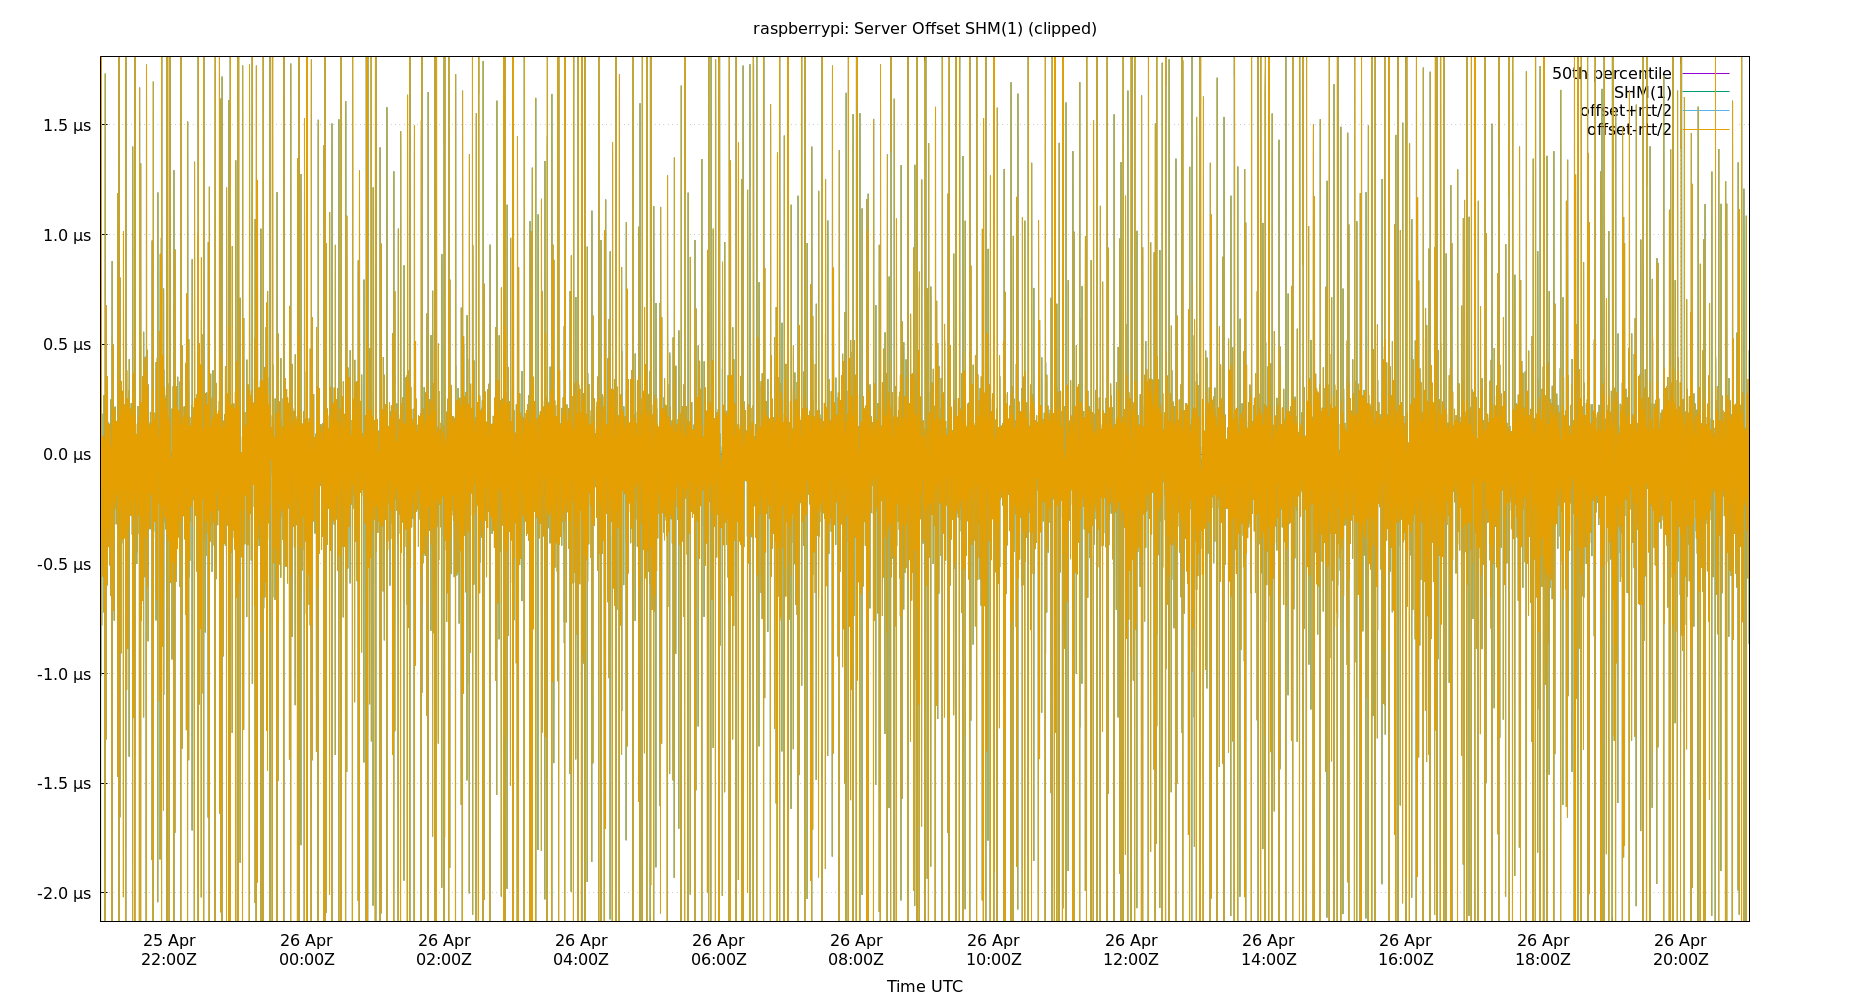 raspberrypi: Server Offset SHM(1) (clipped)
50th percentile
SHM(1)
offset+rtt/2
offset-rtt/2
1.5 µs
1.0 µs
0.5 µs
0.0 µs
-0.5 µs
-1.0 µs
-1.5 µs
-2.0 µs
25 Apr 26 Apr 26 Apr 26 Apr 26 Apr 26 Apr 26 Apr 26 Apr 26 Apr 26 Apr 26 Apr 26 Apr
22:00Z 00:00Z 02:00Z 04:00Z 06:00Z 08:00Z 10:00Z 12:00Z 14:00Z 16:00Z 18:00Z 20:00Z
Time UTC